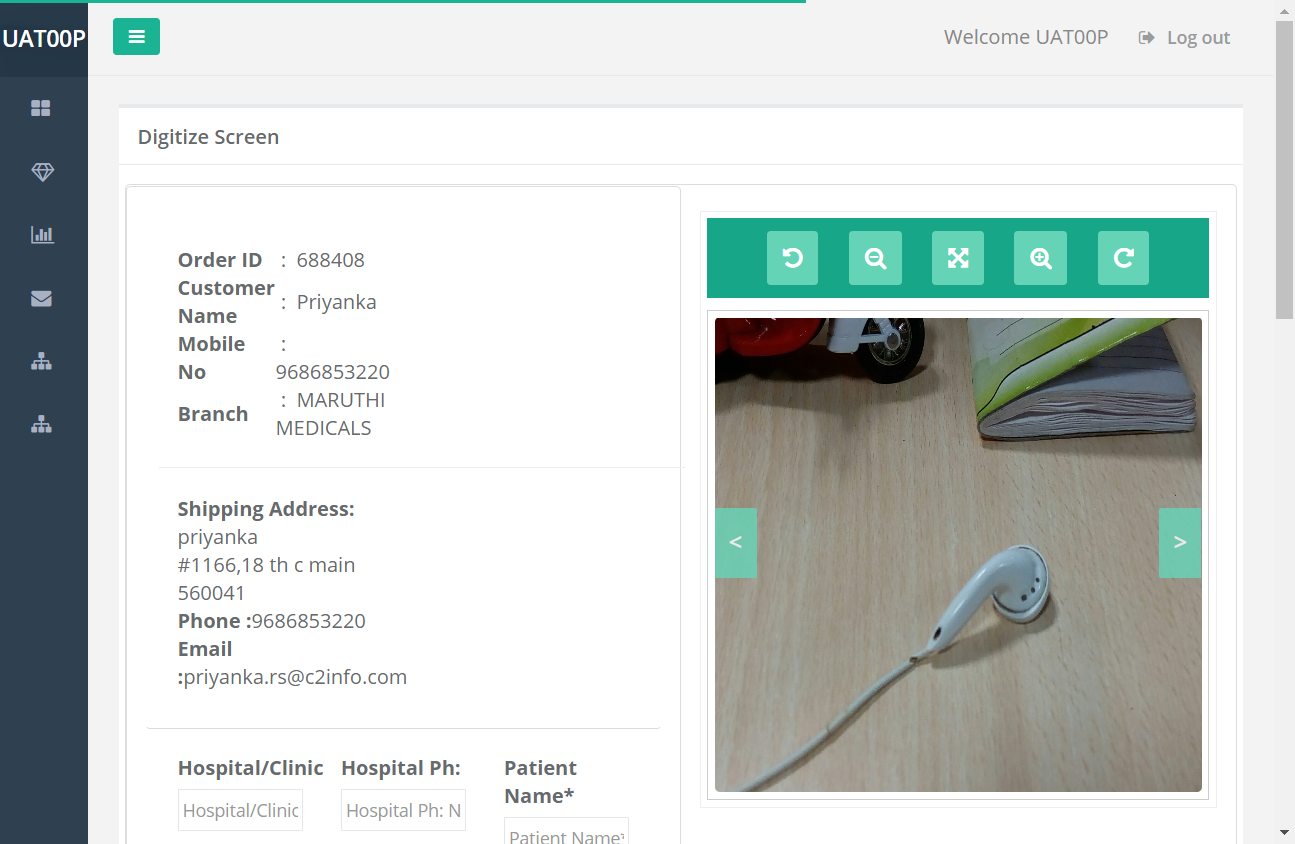 UAT00P
Welcome UAT00P
Log out
Digitize Screen
Order ID : 688408
Customer Name : Priyanka
Mobile No : 9686853220
Branch : MARUTHI MEDICALS
Shipping Address:
priyanka
#1166,18 th c main
560041
Phone :9686853220
Email
:priyanka.rs@c2info.com
<
>
Hospital/Clinic Hospital Ph: Patient Name*
Hospital/Clinic Hospital Ph: N Patient Name*